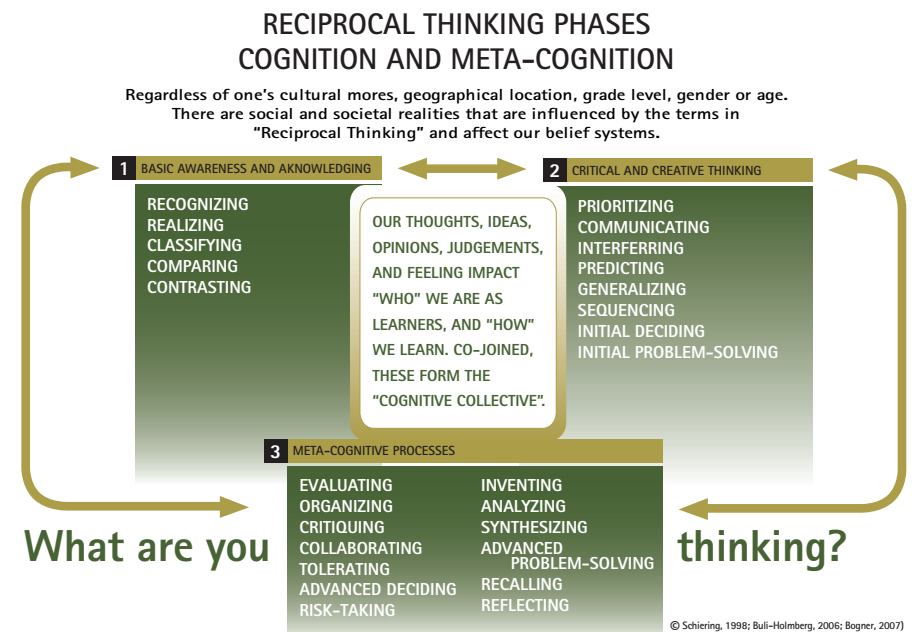 RECIPROCAL THINKING PHASES
COGNITION AND META-COGNITION
Regardless of one's cultural mores, geographical location, grade level, gender or age.
There are social and societal realities that are influenced by the terms in
"Reciprocal Thinking" and affect our belief systems.
1 BASIC AWARENESS AND AKNOWLEDGING
RECOGNIZING
REALIZING
CLASSIFYING
COMPARING
CONTRASTING
OUR THOUGHTS, IDEAS,
OPINIONS, JUDGEMENTS,
AND FEELING IMPACT
"WHO" WE ARE AS
LEARNERS, AND "HOW"
WE LEARN. CO-JOINED,
THESE FORM THE
"COGNITIVE COLLECTIVE".
2 CRITICAL AND CREATIVE THINKING
PRIORITIZING
COMMUNICATING
INTERFERRING
PREDICTING
GENERALIZING
SEQUENCING
INITIAL DECIDING
INITIAL PROBLEM-SOLVING
3 META-COGNITIVE PROCESSES
EVALUATING
ORGANIZING
CRITIQUING
COLLABORATING
TOLERATING
ADVANCED DECIDING
RISK-TAKING
INVENTING
ANALYZING
SYNTHESIZING
ADVANCED
PROBLEM-SOLVING
RECALLING
REFLECTING
What are you thinking?
© Schiering, 1998; Buli-Holmberg, 2006; Bogner, 2007)